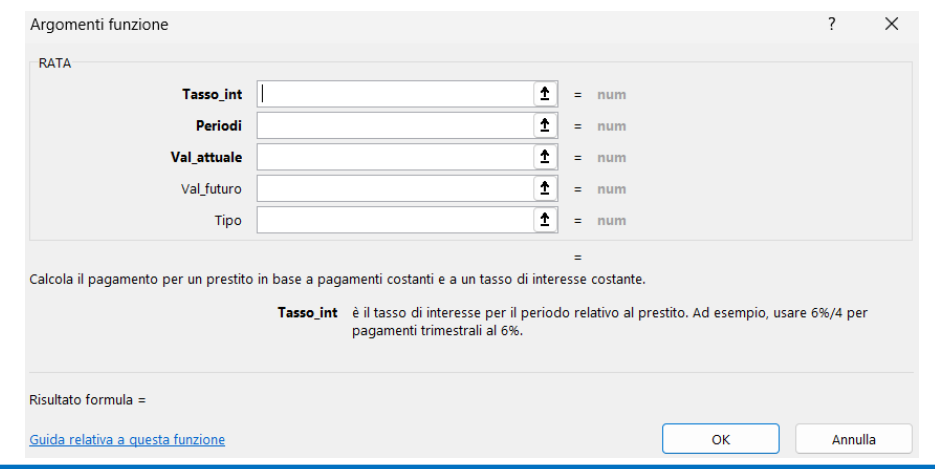 Argomenti funzione ? ×
RATA
Tasso_int = num
Periodi = num
Val_attuale = num
Val_futuro = num
Tipo = num
=
Calcola il pagamento per un prestito in base a pagamenti costanti e a un tasso di interesse costante.
Tasso_int è il tasso di interesse per il periodo relativo al prestito. Ad esempio, usare 6%/4 per
pagamenti trimestrali al 6%.
Risultato formula =
Guida relativa a questa funzione OK Annulla